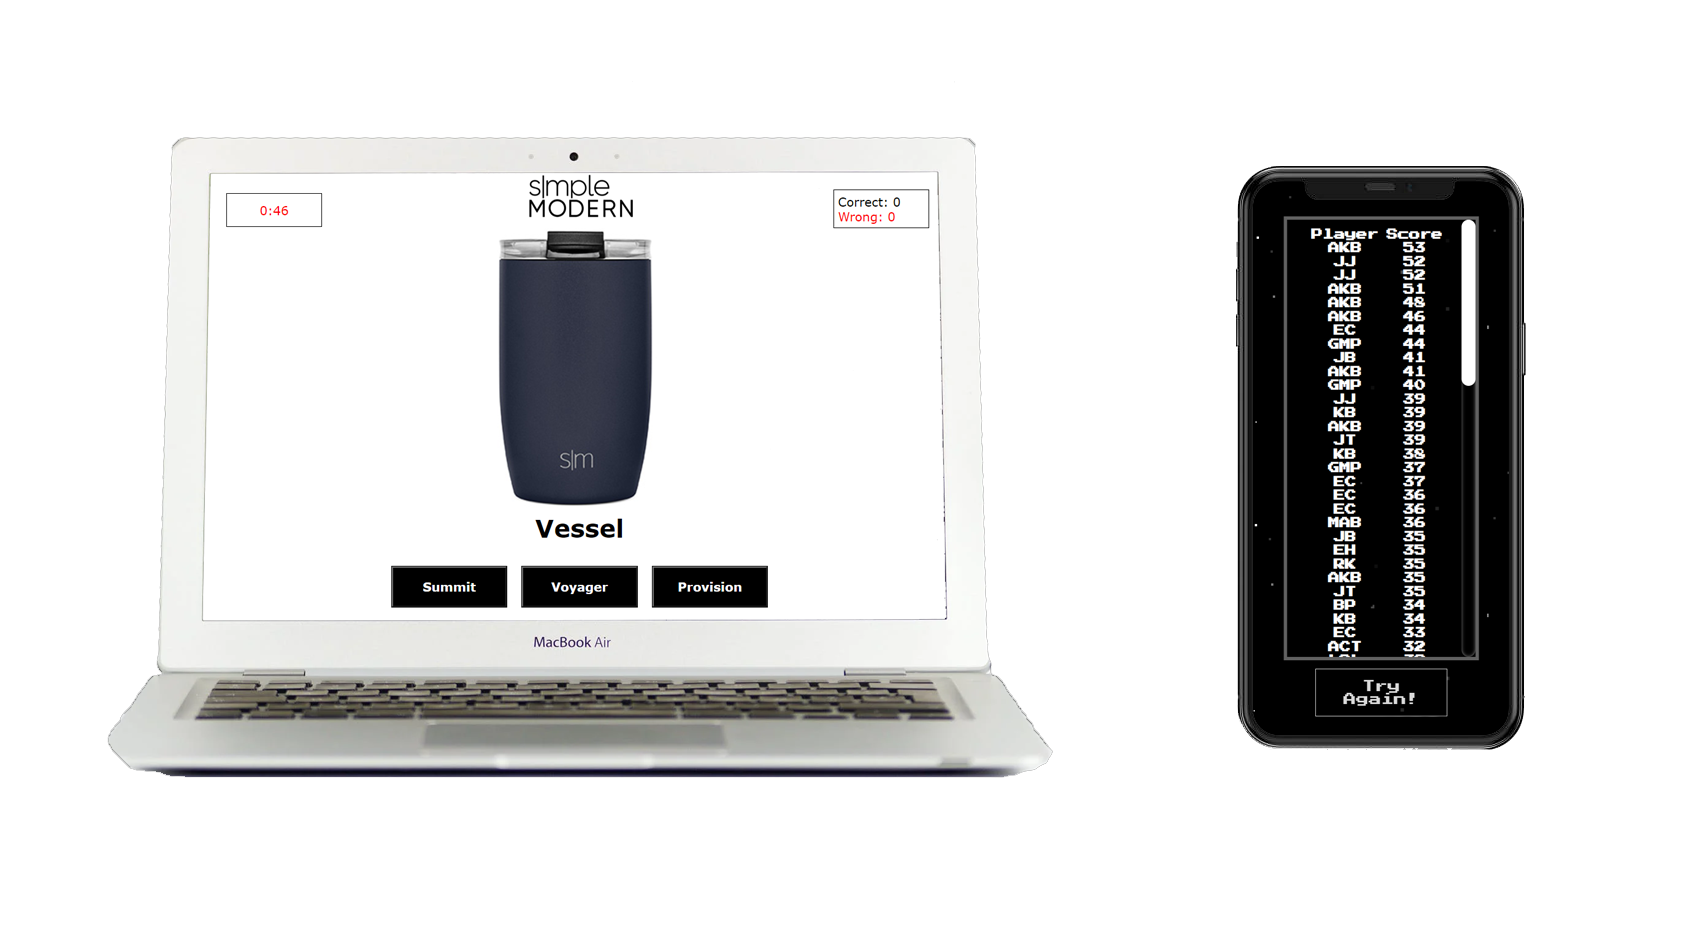 simple
MODERN
0:46
Correct: 0
Wrong: 0
s|m
Vessel
Summit
Voyager
Provision
MacBook Air
Player Score
AKB 53
JJ 52
JJ 52
AKB 51
AKB 48
AKB 46
EC 44
GMP 44
JB 41
AKB 41
GMP 40
JJ 39
KB 39
AKB 39
JT 39
KB 38
GMP 37
EC 37
EC 36
EC 36
MAB 36
JB 35
EH 35
RK 35
AKB 35
JT 35
BP 34
KB 34
EC 33
ACT 32
Try
Again!